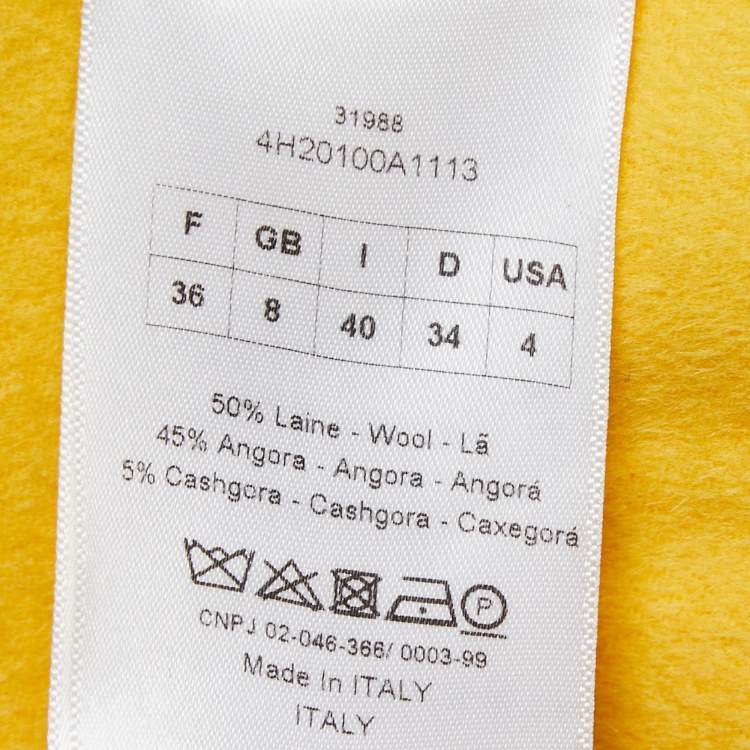 31988
4H20100A1113
F GB I D USA
36 8 40 34 4
50% Laine - Wool - Lã
45% Angora - Angora - Angorá
5% Cashgora - Cashgora - Caxegorá
P
CNPJ 02-046-366/ 0003-99
Made In ITALY
ITALY